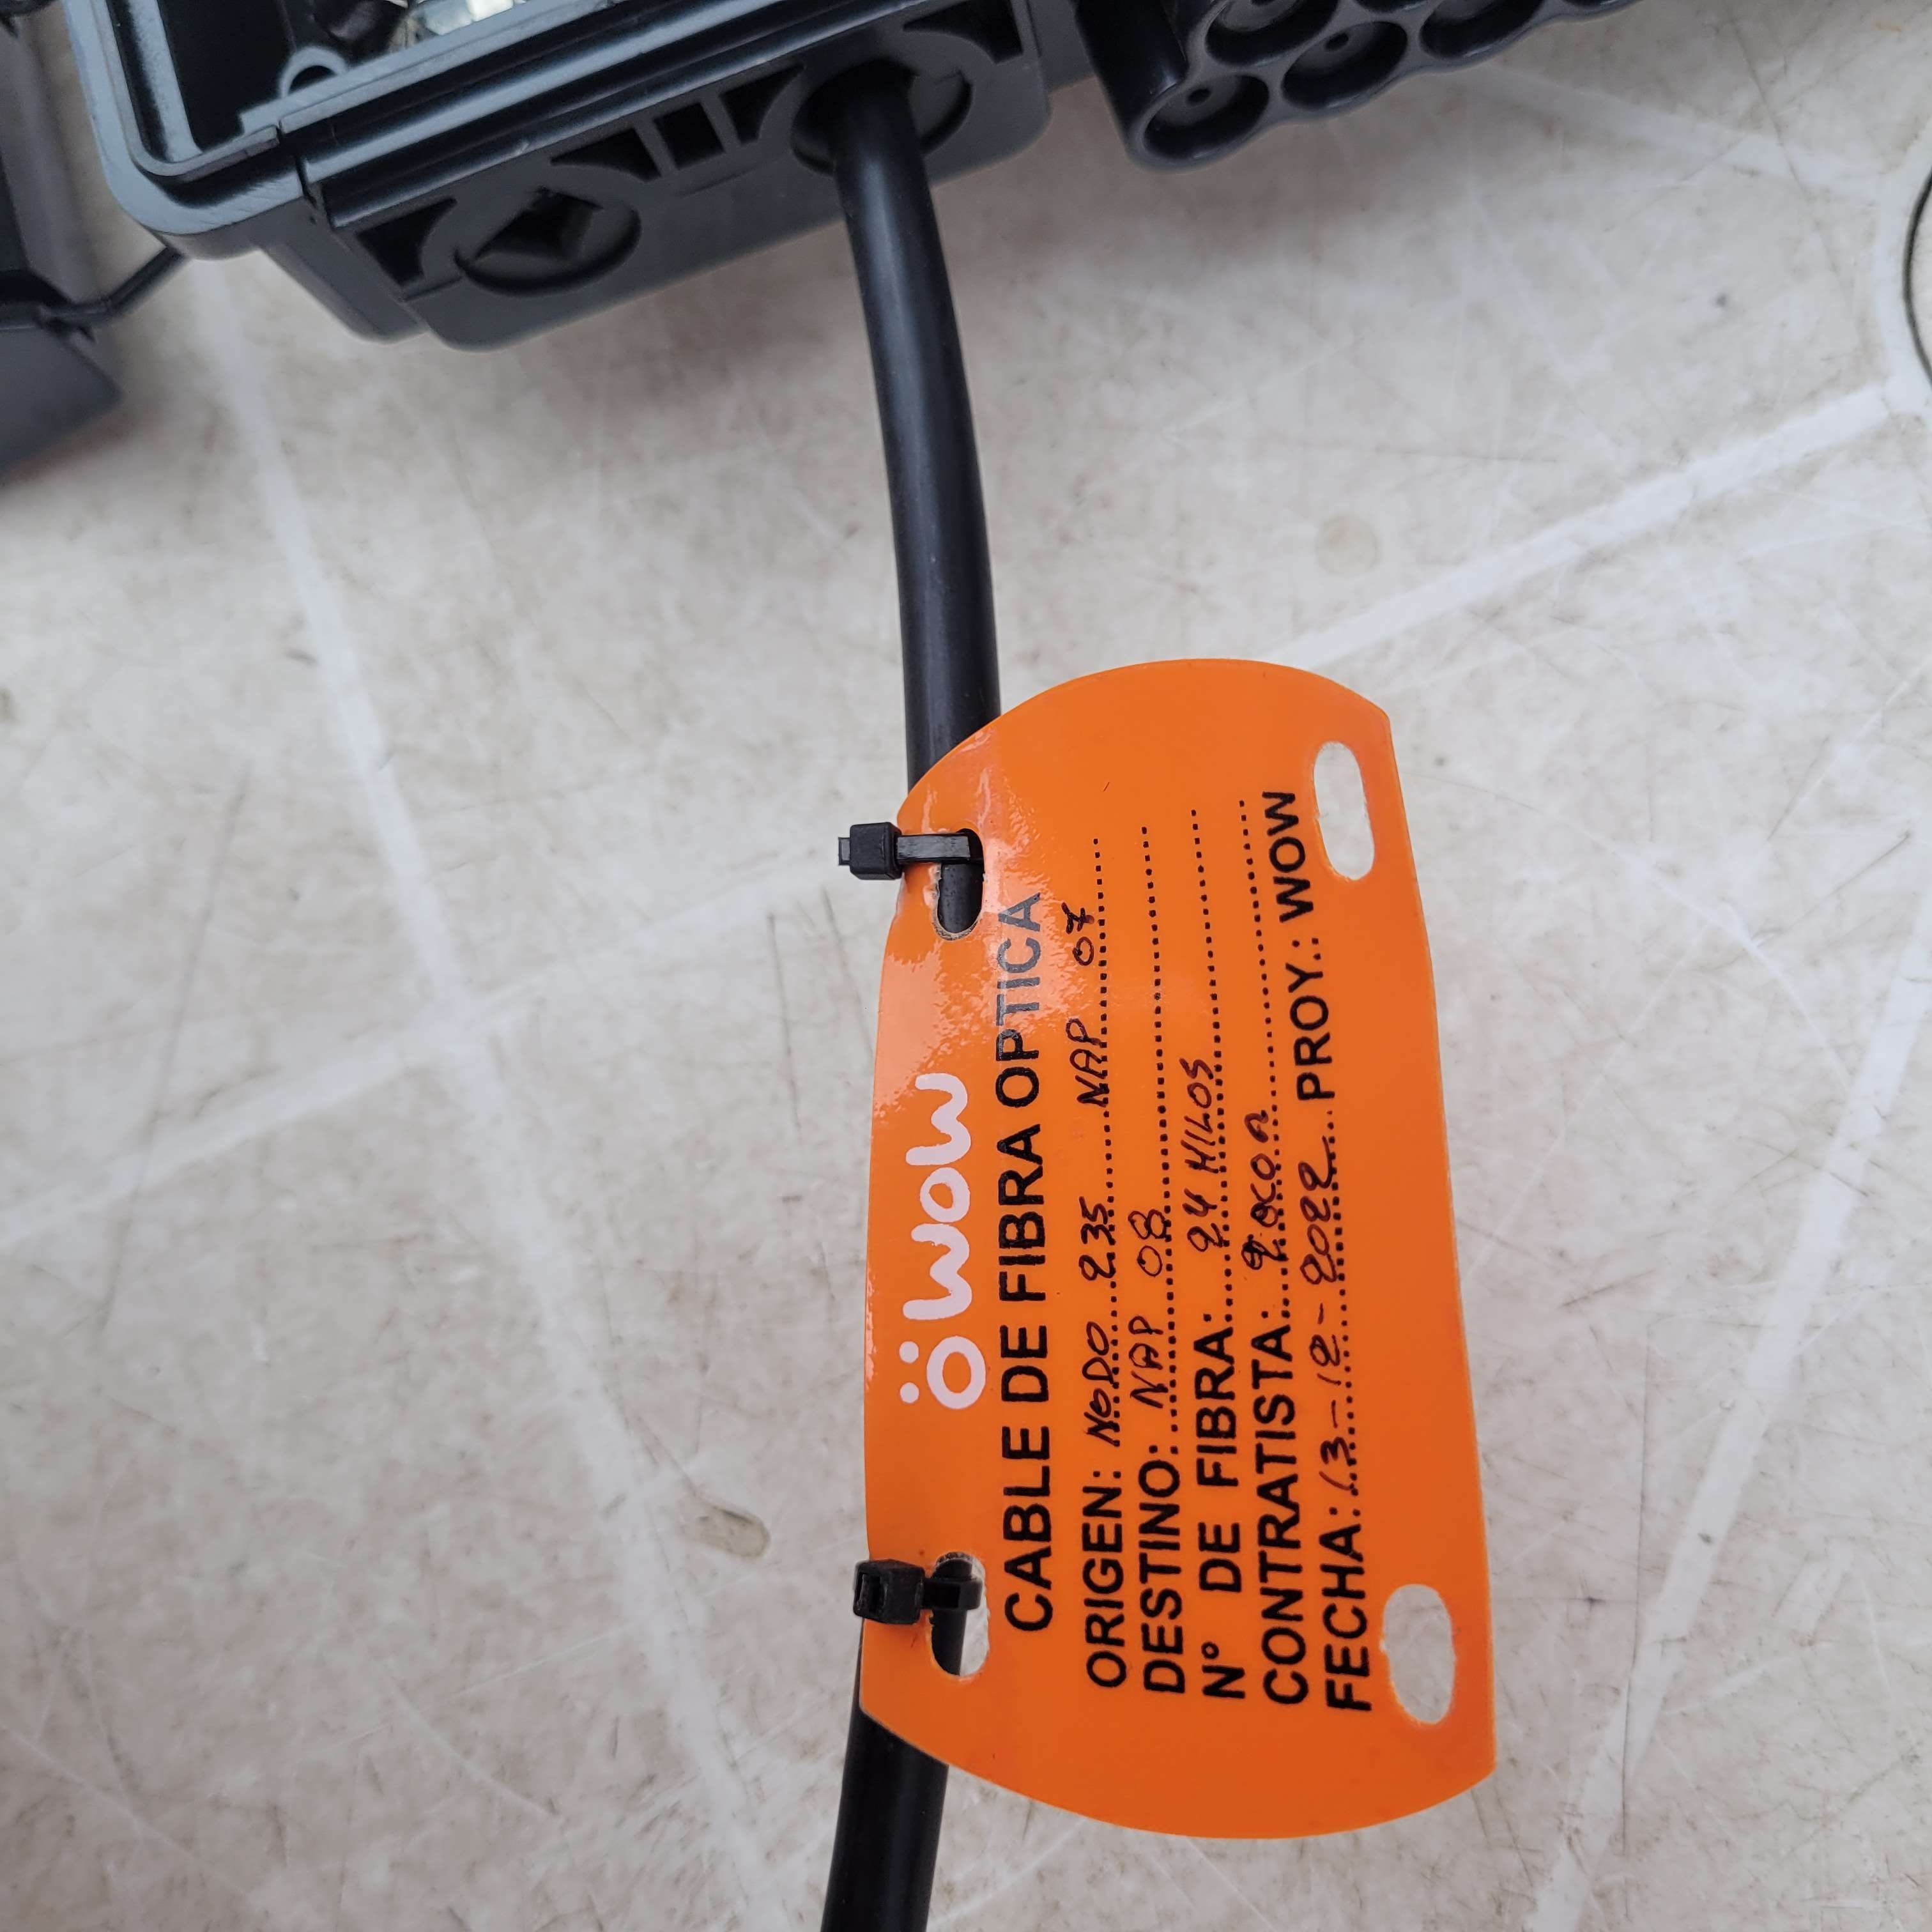 ö wow
CABLE DE FIBRA OPTICA
ORIGEN: NODO 235 NAP 07
DESTINO: NAP 08
N° DE FIBRA: 24 HILOS
CONTRATISTA:
FECHA: 13-12-2022 PROY.: WOW